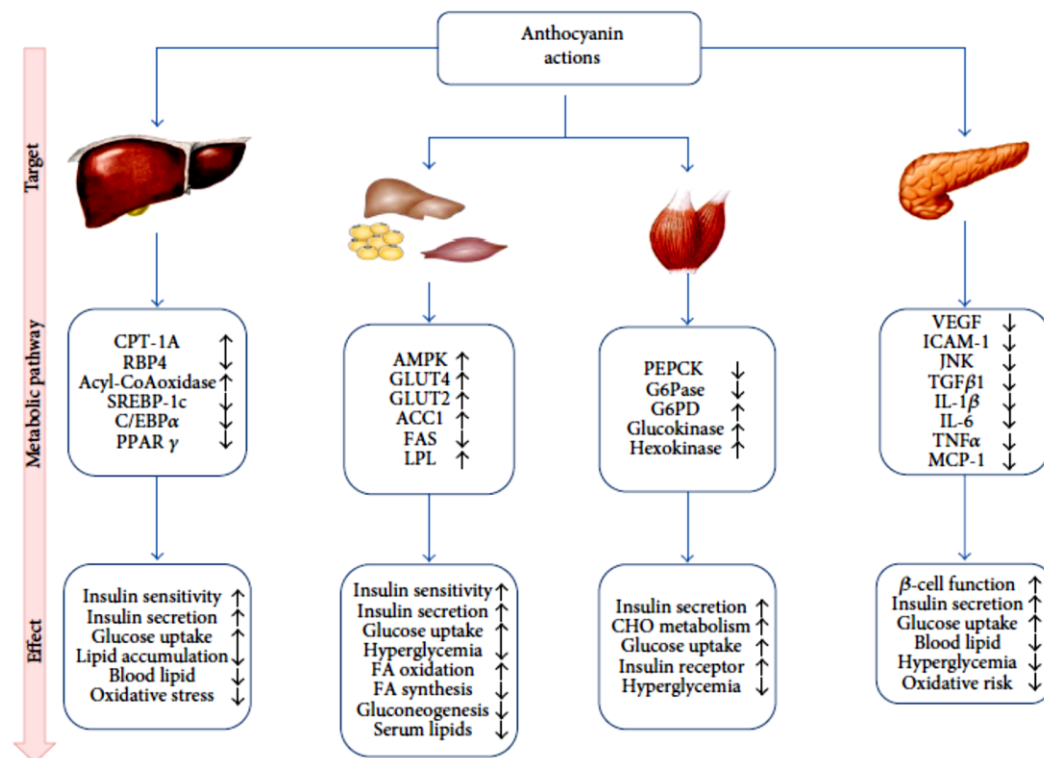 Anthocyanin
actions
Target
Metabolic pathway
Effect
CPT-1A ↑
RBP4 ↓
Acyl-CoAoxidase ↑
SREBP-1c ↓
C/EBPα ↓
PPAR γ ↓
AMPK ↑
GLUT4 ↑
GLUT2 ↑
ACC1 ↑
FAS ↓
LPL ↑
PEPCK ↓
G6Pase ↓
G6PD ↑
Glucokinase ↑
Hexokinase ↑
VEGF ↓
ICAM-1 ↓
JNK ↓
TGFβ1 ↓
IL-1β ↓
IL-6 ↓
TNFα ↓
MCP-1 ↓
Insulin sensitivity ↑
Insulin secretion ↑
Glucose uptake ↑
Lipid accumulation ↓
Blood lipid ↓
Oxidative stress ↓
Insulin sensitivity ↑
Insulin secretion ↑
Glucose uptake ↑
Hyperglycemia ↓
FA oxidation ↑
FA synthesis ↓
Gluconeogenesis ↓
Serum lipids ↓
Insulin secretion ↑
CHO metabolism ↑
Glucose uptake ↑
Insulin receptor ↑
Hyperglycemia ↓
β-cell function ↑
Insulin secretion ↑
Glucose uptake ↑
Blood lipid ↓
Hyperglycemia ↓
Oxidative risk ↓